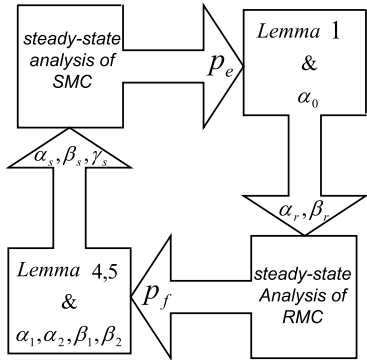 steady-state
analysis of
SMC
p_e
Lemma 1
&
α_0
α_r, β_r
steady-state
Analysis of
RMC
p_f
Lemma 4,5
&
α_1, α_2, β_1, β_2
α_s, β_s, γ_s